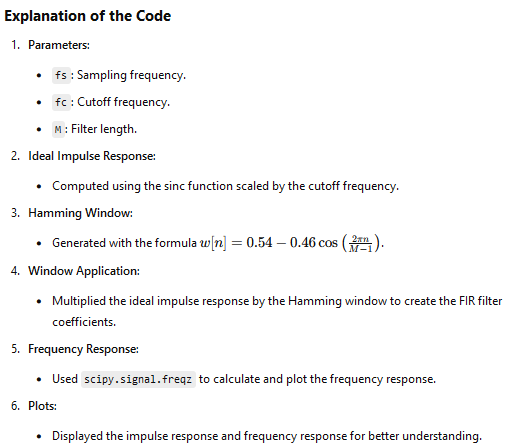 Explanation of the Code
1. Parameters:
• fs : Sampling frequency.
• fc : Cutoff frequency.
• M : Filter length.
2. Ideal Impulse Response:
• Computed using the sinc function scaled by the cutoff frequency.
3. Hamming Window:
• Generated with the formula w[n] = 0.54 − 0.46 cos (2πn/M−1).
4. Window Application:
• Multiplied the ideal impulse response by the Hamming window to create the FIR filter
coefficients.
5. Frequency Response:
• Used scipy.signal.freqz to calculate and plot the frequency response.
6. Plots:
• Displayed the impulse response and frequency response for better understanding.